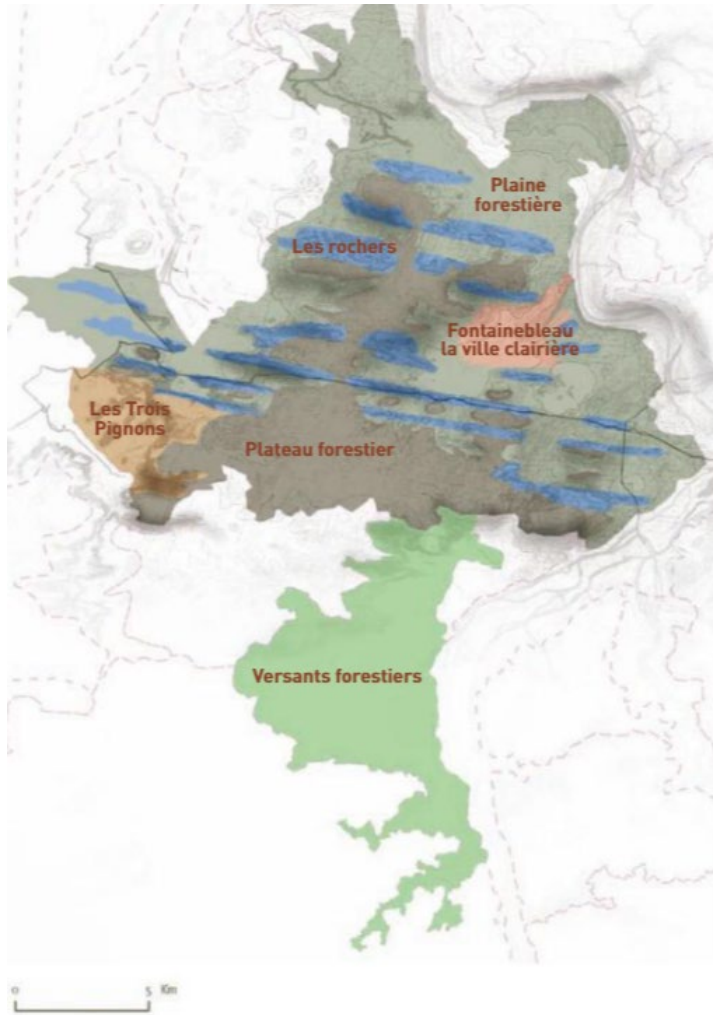 Plaine
forestière
Les rochers
Fontainebleau
la ville clairière
Les Trois
Pignons
Plateau forestier
Versants forestiers
0 5 Km